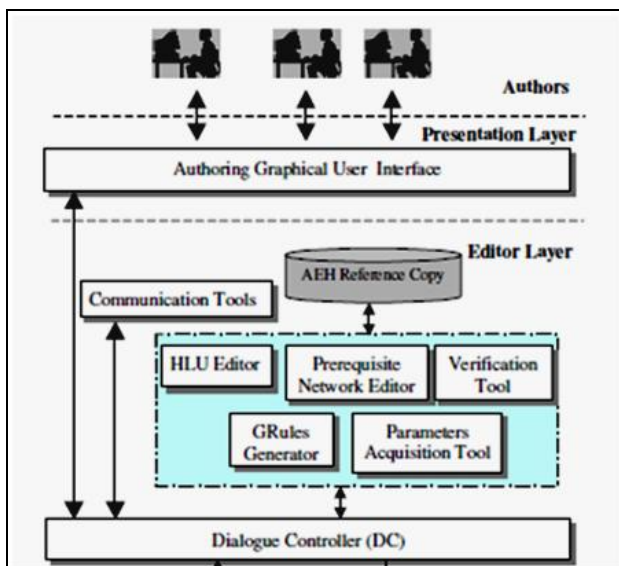 Authors
Presentation Layer
Authoring Graphical User Interface
Editor Layer
AEH Reference Copy
Communication Tools
HLU Editor
Prerequisite
Network Editor
Verification
Tool
GRules
Generator
Parameters
Acquisition Tool
Dialogue Controller (DC)